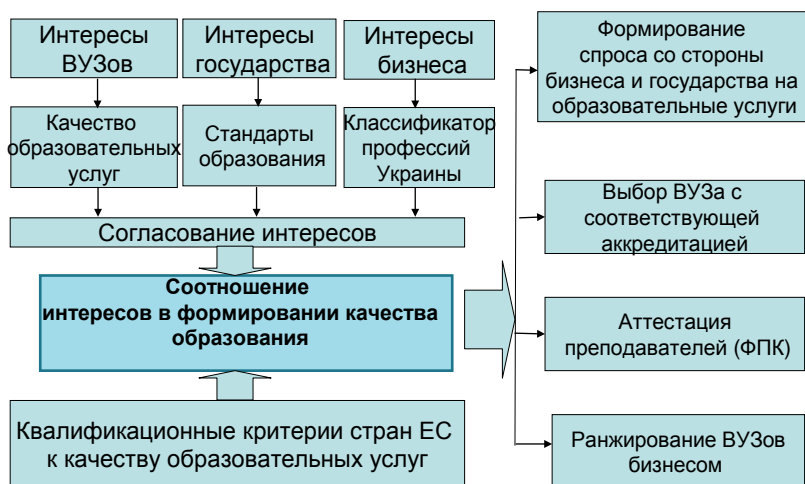 Интересы
ВУЗов
Интересы
государства
Интересы
бизнеса
Качество
образовательных
услуг
Стандарты
образования
Классификатор
профессий
Украины
Согласование интересов
Соотношение
интересов в формировании качества
образования
Квалификационные критерии стран ЕС
к качеству образовательных услуг
Формирование
спроса со стороны
бизнеса и государства на
образовательные услуги
Выбор ВУЗа с
соответствующей
аккредитацией
Аттестация
преподавателей (ФПК)
Ранжирование ВУЗов
бизнесом